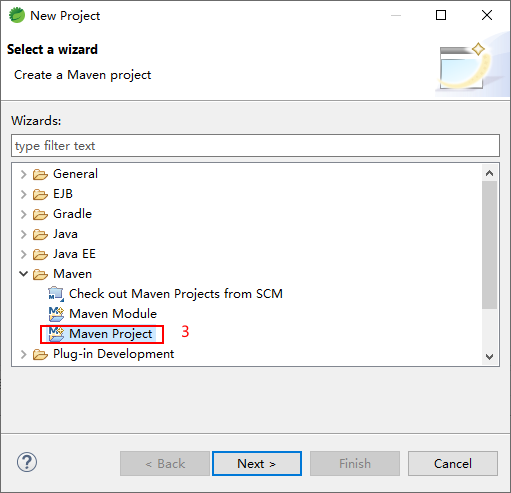 New Project
Select a wizard
Create a Maven project
Wizards:
type filter text
General
EJB
Gradle
Java
Java EE
Maven
Check out Maven Projects from SCM
Maven Module
Maven Project 3
Plug-in Development
? < Back Next > Finish Cancel